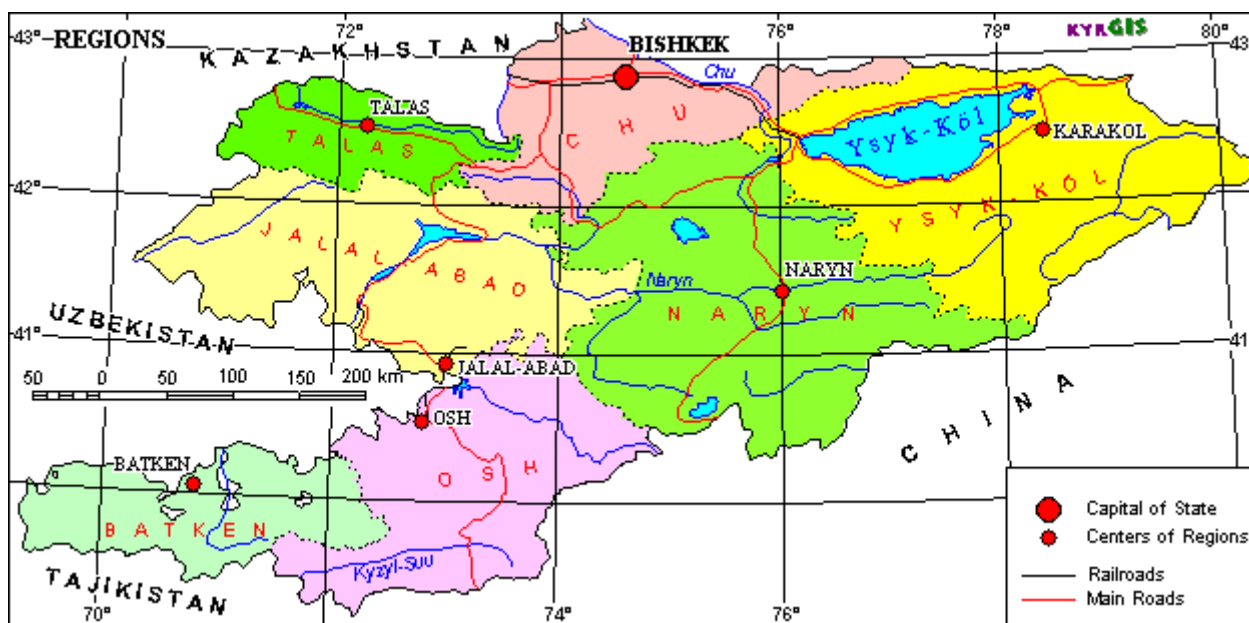 72° 76° 78° 80°
43° REGIONS KAZAKHSTAN BISHKEK KYRGIS 43
Chu
TALAS
TALAS CHU Ysyk-Köl KARAKOL
42° 42
JALAL-ABAD YSYK-KÖL
Naryn NARYN
NARYN
UZBEKISTAN 41° 41
JALAL-ABAD
50 0 50 100 150 200 km
OSH
CHINA
BATKEN
OSH
BATKEN
Kyzyl-Suu
TAJIKISTAN
70° 74° 76°
Capital of State
Centers of Regions
Railroads
Main Roads